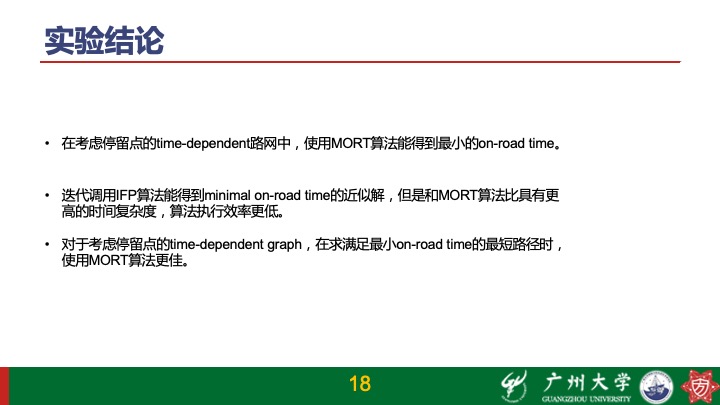 实验结论
• 在考虑停留点的time-dependent路网中，使用MORT算法能得到最小的on-road time。
• 迭代调用IFP算法能得到minimal on-road time的近似解，但是和MORT算法比具有更
高的时间复杂度，算法执行效率更低。
• 对于考虑停留点的time-dependent graph，在求满足最小on-road time的最短路径时，
使用MORT算法更佳。
18
广州大学
GUANGZHOU UNIVERSITY